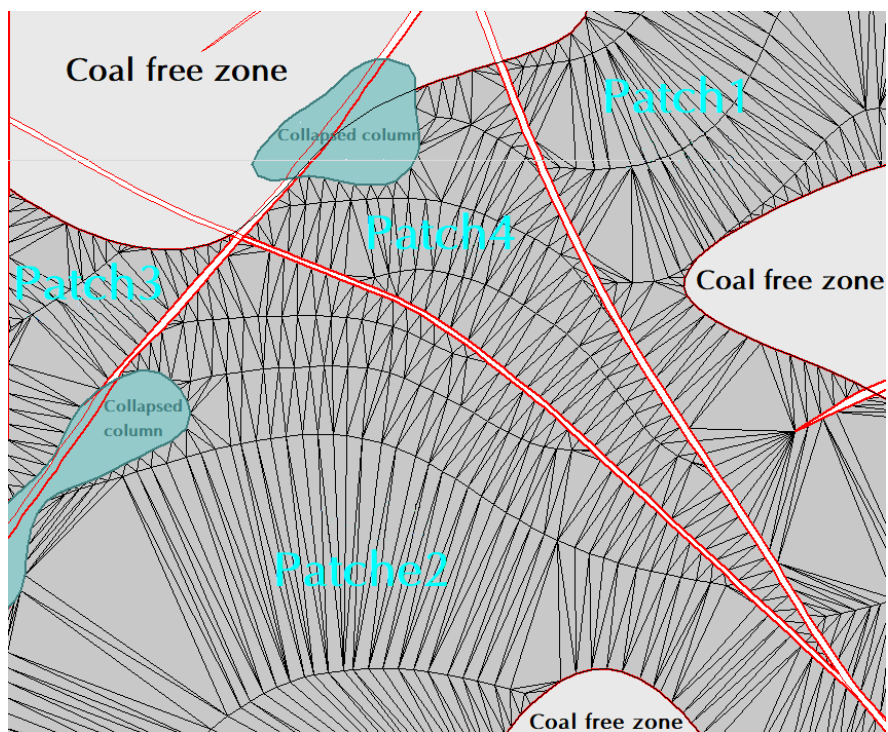 Coal free zone
Patch1
Collapsed column
Patch4
Patch3
Coal free zone
Collapsed
column
Patche2
Coal free zone